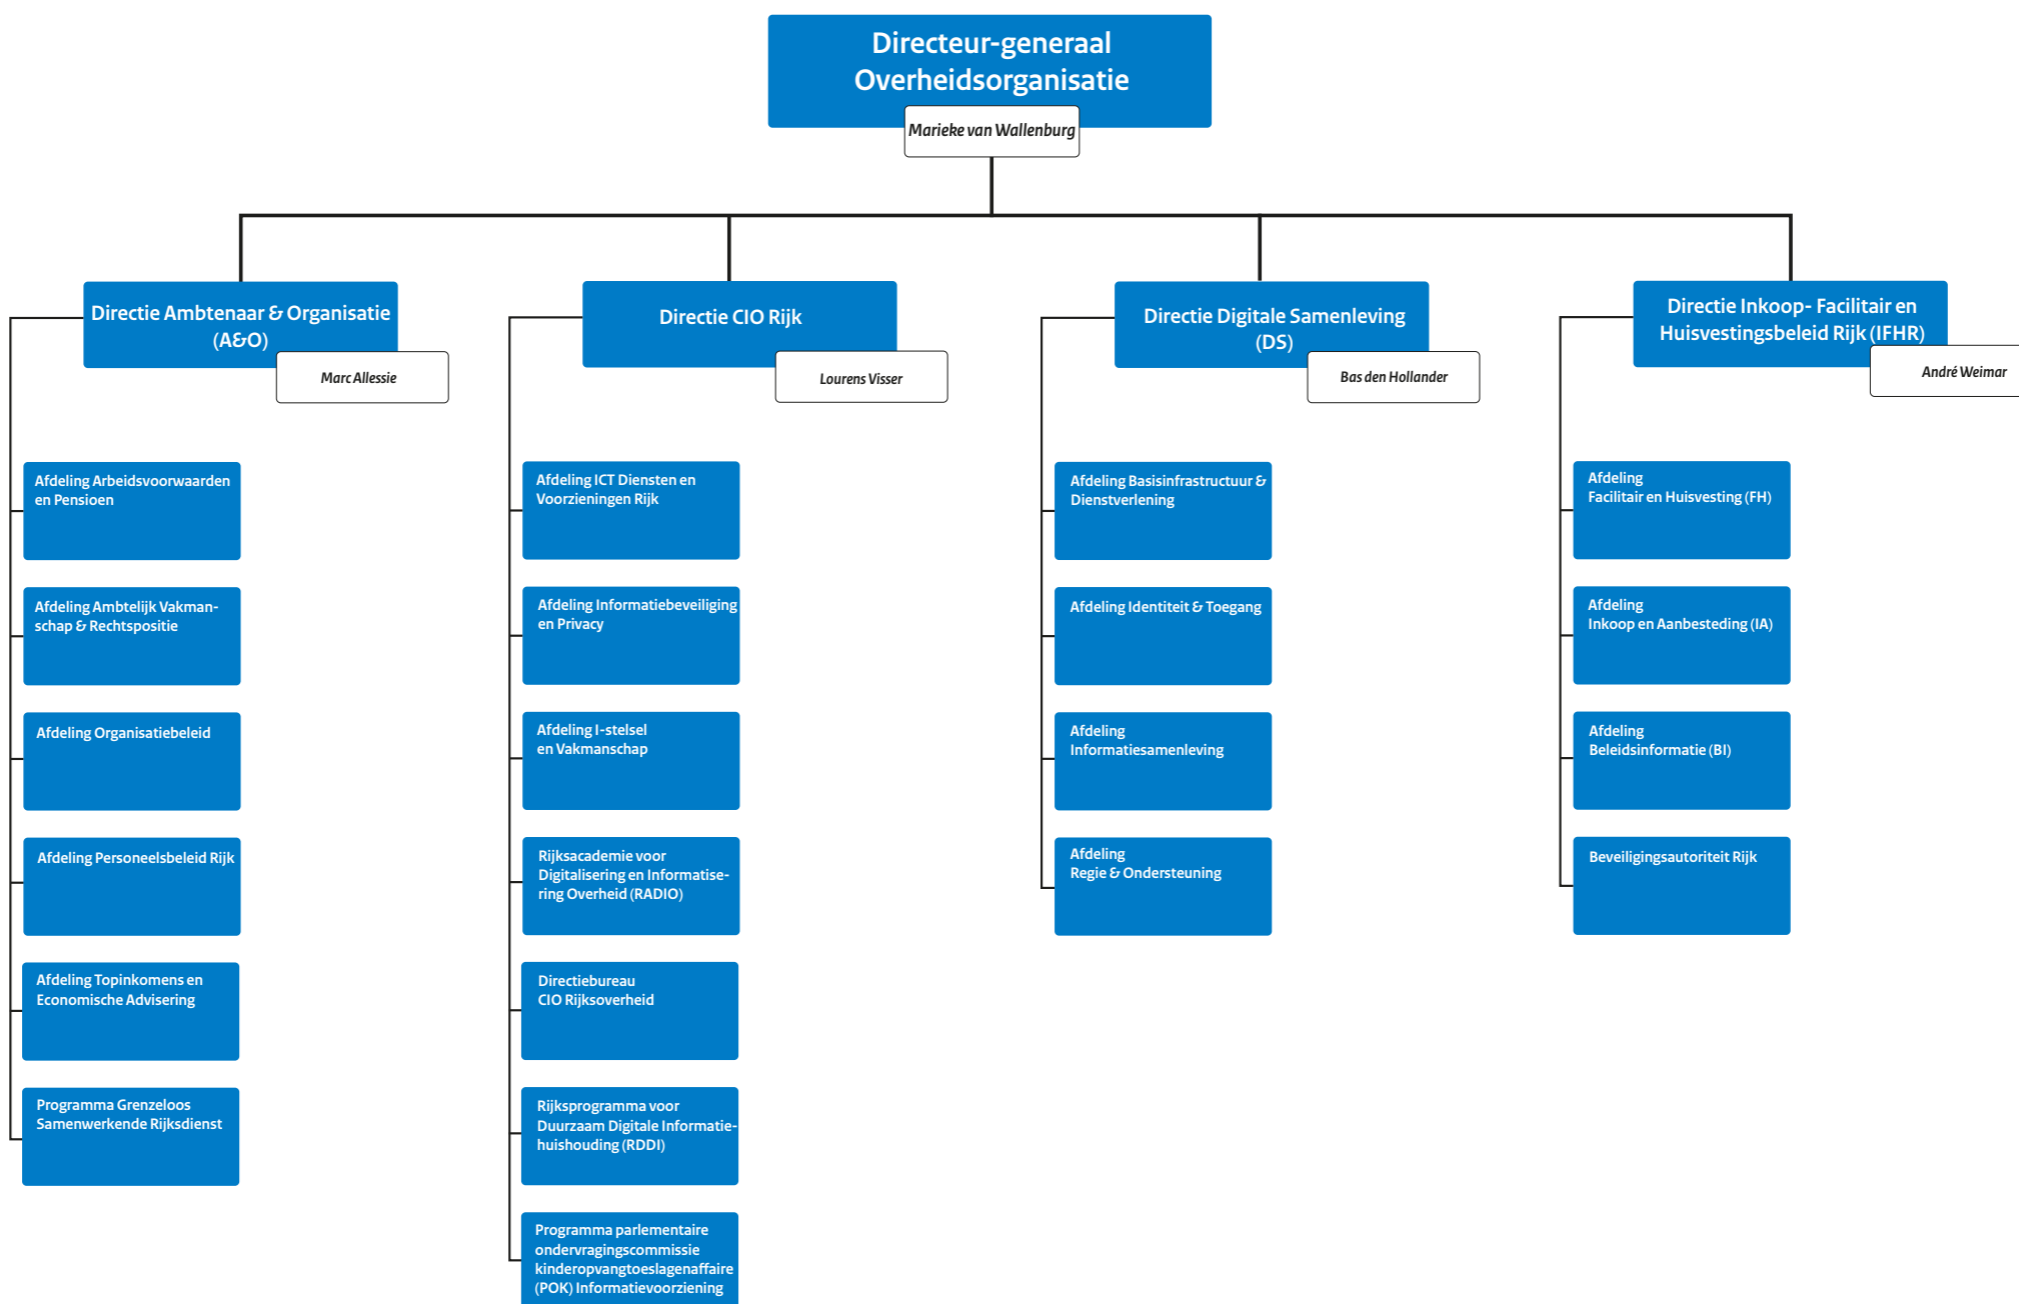 Directeur-generaal
Overheidsorganisatie
Marieke van Wallenburg
Directie Ambtenaar & Organisatie
(A&O)
Marc Allessie
Afdeling Arbeidsvoorwaarden
en Pensioen
Afdeling Ambtelijk Vakman-
schap & Rechtspositie
Afdeling Organisatiebeleid
Afdeling Personeelsbeleid Rijk
Afdeling Topinkomens en
Economische Advisering
Programma Grenzeloos
Samenwerkende Rijksdienst
Directie CIO Rijk
Lourens Visser
Afdeling ICT Diensten en
Voorzieningen Rijk
Afdeling Informatiebeveiliging
en Privacy
Afdeling I-stelsel
en Vakmanschap
Rijksacademie voor
Digitalisering en Informatise-
ring Overheid (RADIO)
Directiebureau
CIO Rijksoverheid
Rijksprogramma voor
Duurzaam Digitale Informatie-
huishouding (RDDI)
Programma parlementaire
ondervragingscommissie
kinderopvangtoeslagenaffaire
(POK) Informatievoorziening
Directie Digitale Samenleving
(DS)
Bas den Hollander
Afdeling Basisinfrastructuur &
Dienstverlening
Afdeling Identiteit & Toegang
Afdeling
Informatiesamenleving
Afdeling
Regie & Ondersteuning
Directie Inkoop- Facilitair en
Huisvestingsbeleid Rijk (IFHR)
André Weimar
Afdeling
Facilitair en Huisvesting (FH)
Afdeling
Inkoop en Aanbesteding (IA)
Afdeling
Beleidsinformatie (BI)
Beveiligingsautoriteit Rijk